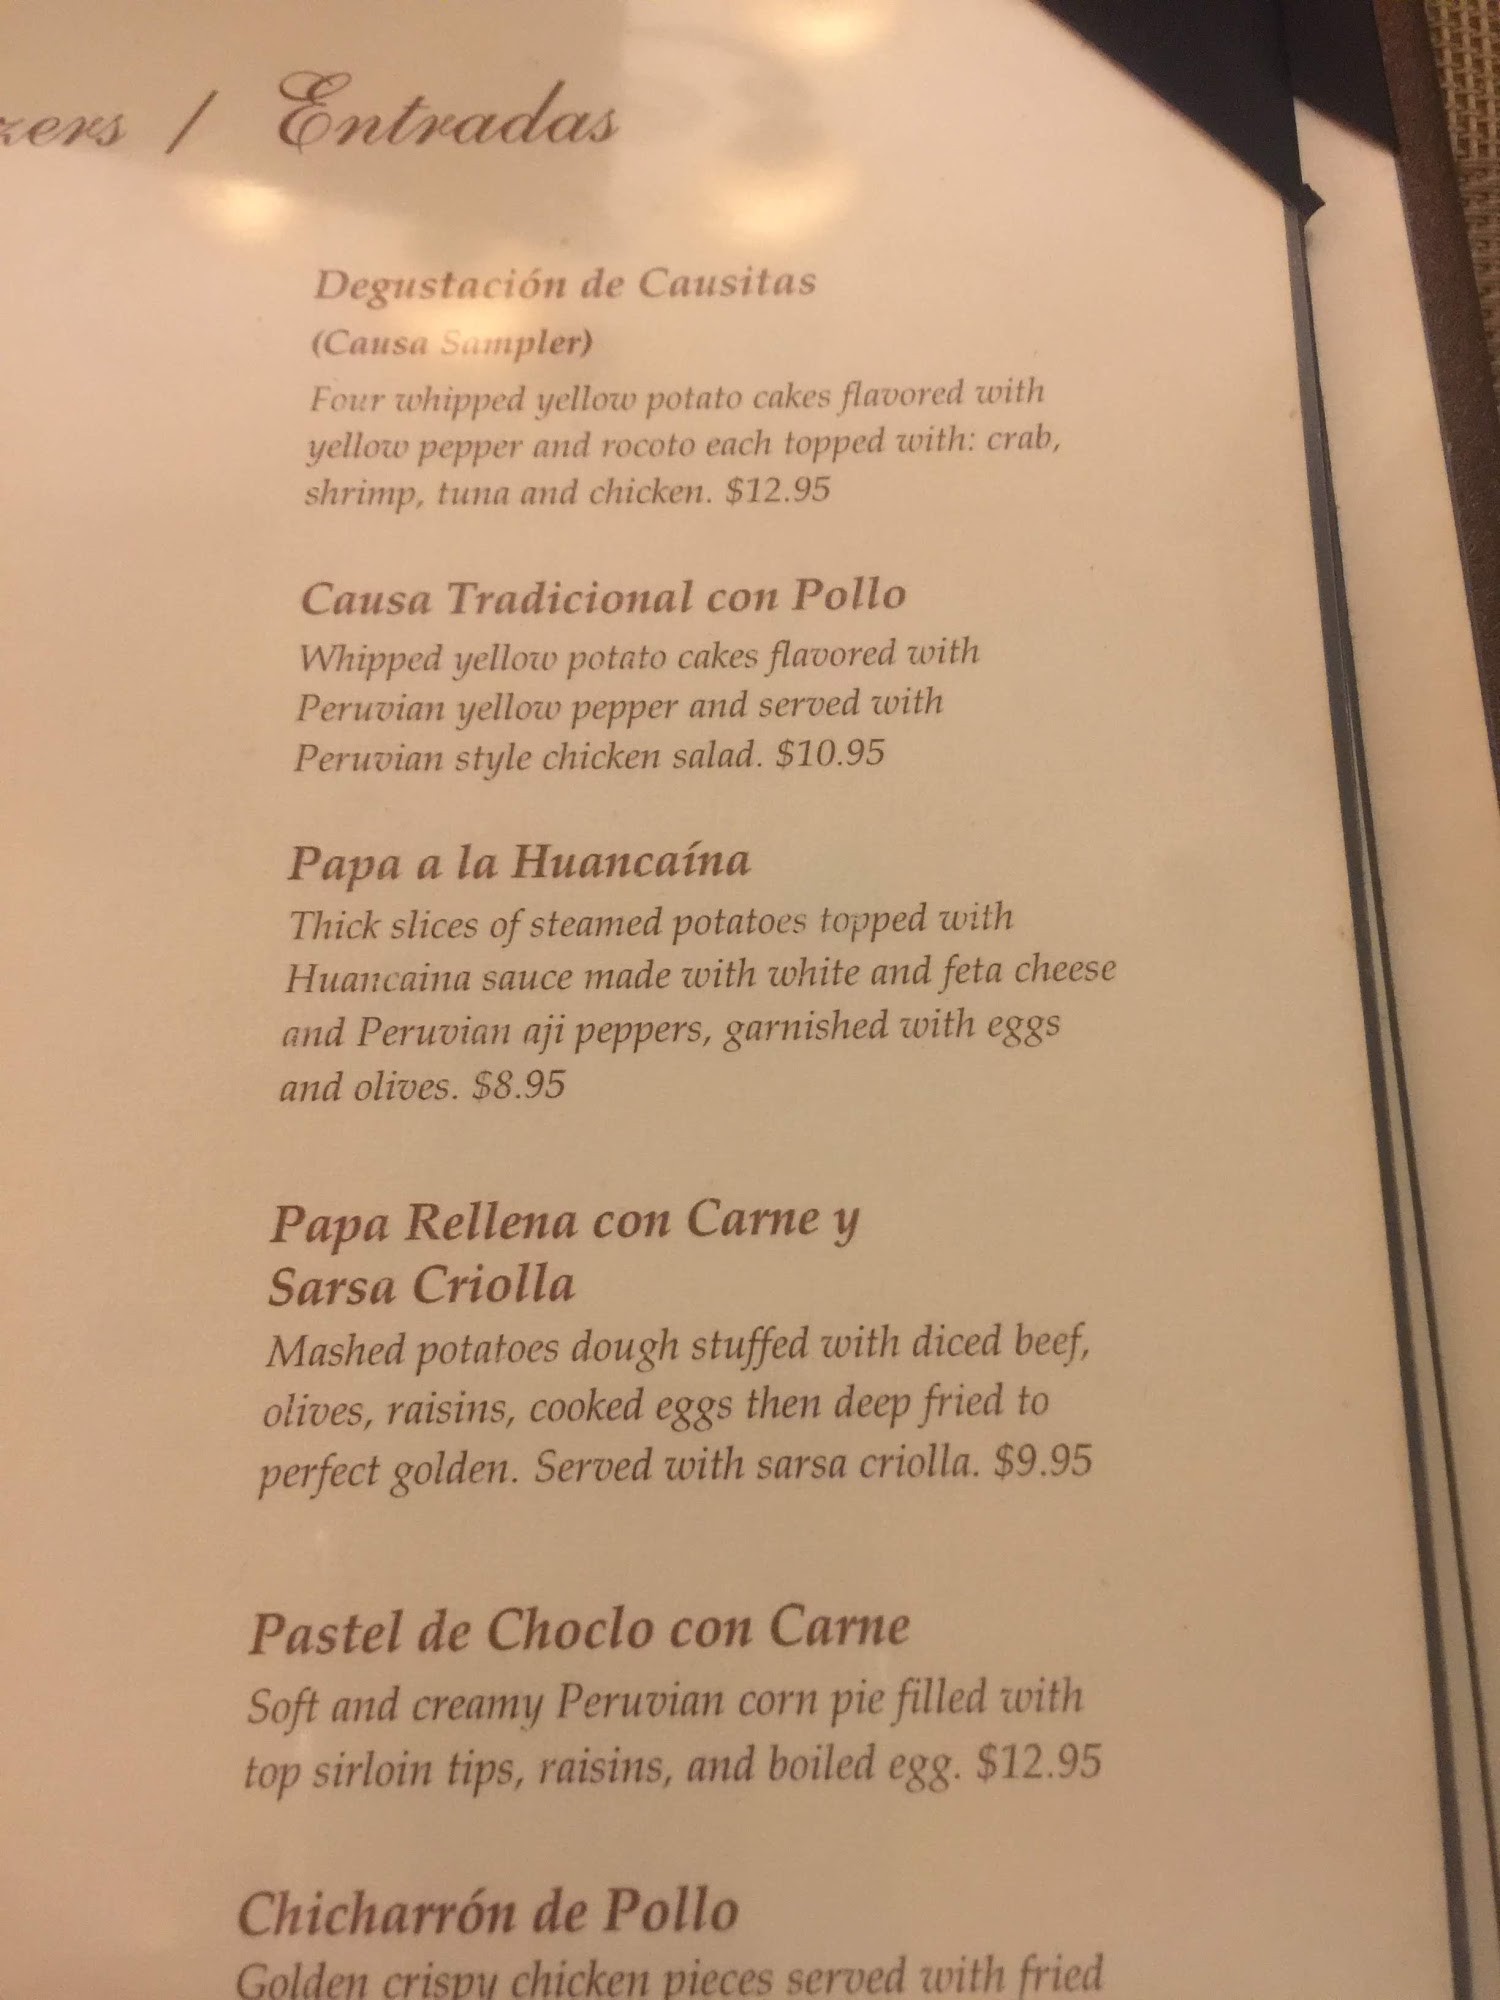 zers / Entradas
Degustación de Causitas
(Causa Sampler)
Four whipped yellow potato cakes flavored with
yellow pepper and rocoto each topped with: crab,
shrimp, tuna and chicken. $12.95
Causa Tradicional con Pollo
Whipped yellow potato cakes flavored with
Peruvian yellow pepper and served with
Peruvian style chicken salad. $10.95
Papa a la Huancaína
Thick slices of steamed potatoes topped with
Huancaina sauce made with white and feta cheese
and Peruvian aji peppers, garnished with eggs
and olives. $8.95
Papa Rellena con Carne y
Sarsa Criolla
Mashed potatoes dough stuffed with diced beef,
olives, raisins, cooked eggs then deep fried to
perfect golden. Served with sarsa criolla. $9.95
Pastel de Choclo con Carne
Soft and creamy Peruvian corn pie filled with
top sirloin tips, raisins, and boiled egg. $12.95
Chicharrón de Pollo
Golden crispy chicken pieces served with fried